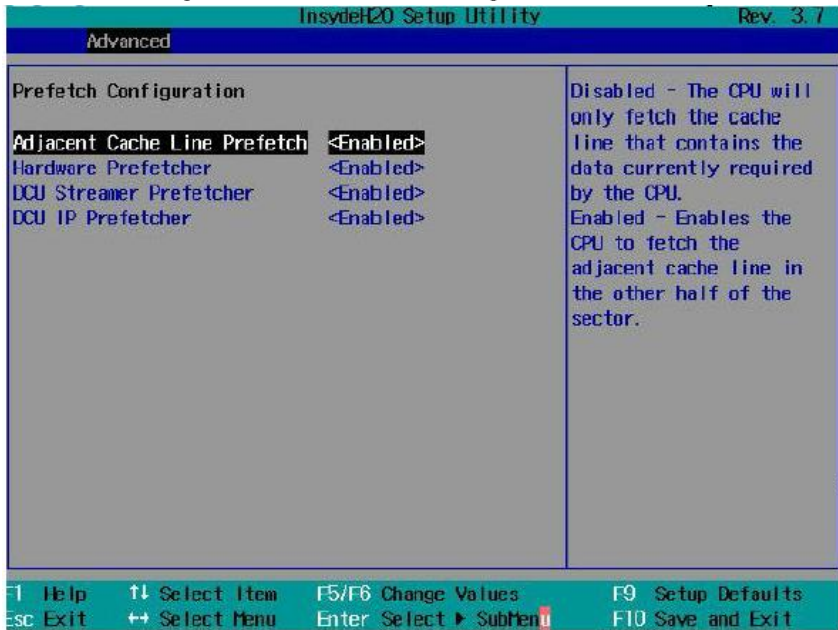 InsydeH2O Setup Utility Rev. 3.7
Advanced
Prefetch Configuration
Adjacent Cache Line Prefetch <Enabled>
Hardware Prefetcher <Enabled>
DCU Streamer Prefetcher <Enabled>
DCU IP Prefetcher <Enabled>
Disabled - The CPU will
only fetch the cache
line that contains the
data currently required
by the CPU.
Enabled - Enables the
CPU to fetch the
adjacent cache line in
the other half of the
sector.
F1 Help ↑↓ Select Item F5/F6 Change Values F9 Setup Defaults
Esc Exit ↔ Select Menu Enter Select ▶ SubMenu F10 Save and Exit